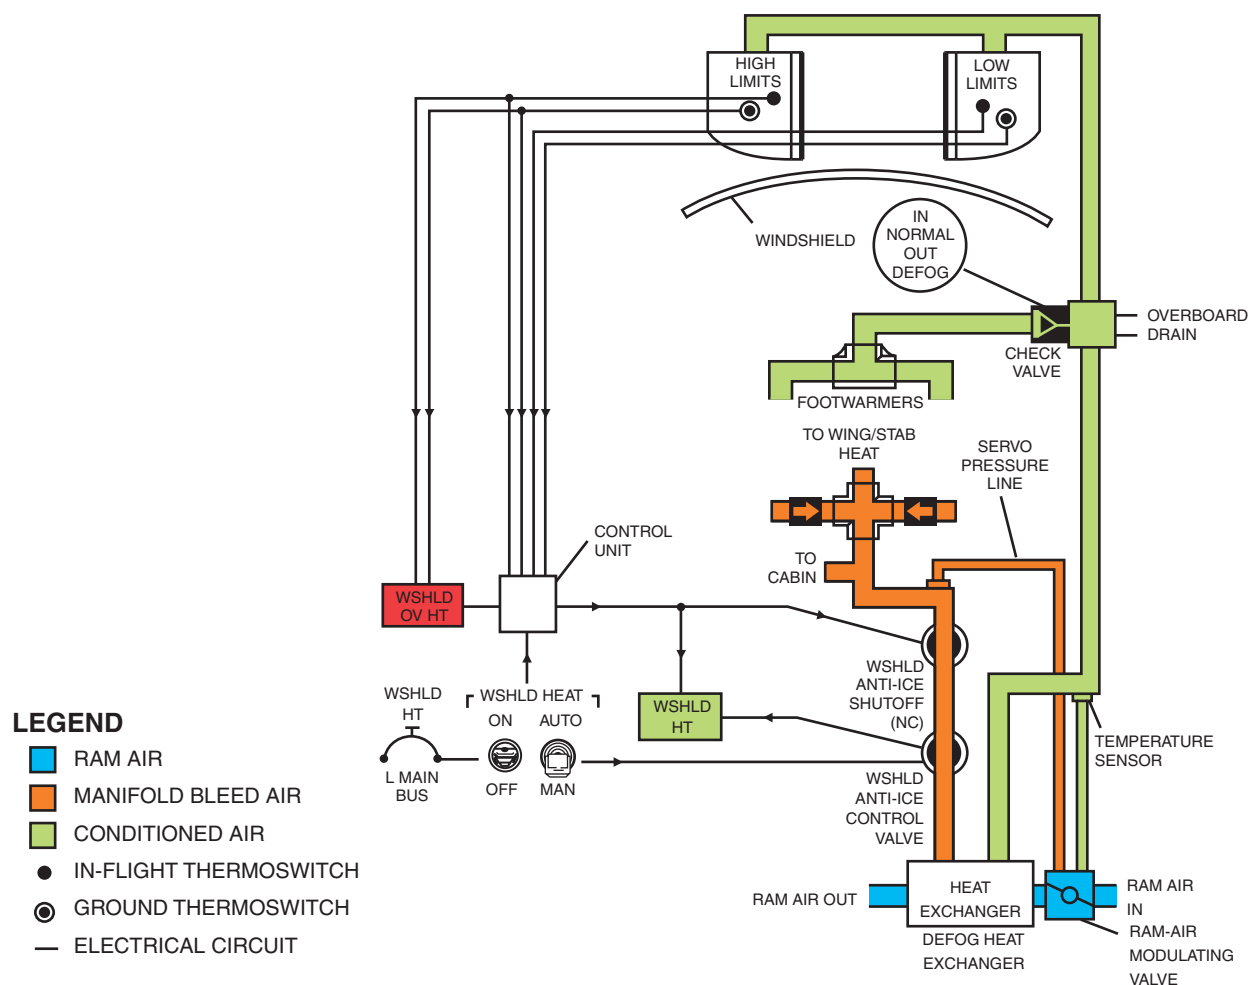 HIGH
LIMITS
LOW
LIMITS
WINDSHIELD
IN
NORMAL
OUT
DEFOG
OVERBOARD
DRAIN
CHECK
VALVE
FOOTWARMERS
TO WING/STAB
HEAT
SERVO
PRESSURE
LINE
CONTROL
UNIT
TO
CABIN
WSHLD
OV HT
WSHLD
ANTI-ICE
SHUTOFF
(NC)
WSHLD
HT
WSHLD HEAT
ON
AUTO
OFF
MAN
L MAIN
BUS
WSHLD
HT
TEMPERATURE
SENSOR
WSHLD
ANTI-ICE
CONTROL
VALVE
RAM AIR OUT
HEAT
EXCHANGER
DEFOG HEAT
EXCHANGER
RAM AIR
IN
RAM-AIR
MODULATING
VALVE
LEGEND
RAM AIR
MANIFOLD BLEED AIR
CONDITIONED AIR
IN-FLIGHT THERMOSWITCH
GROUND THERMOSWITCH
ELECTRICAL CIRCUIT